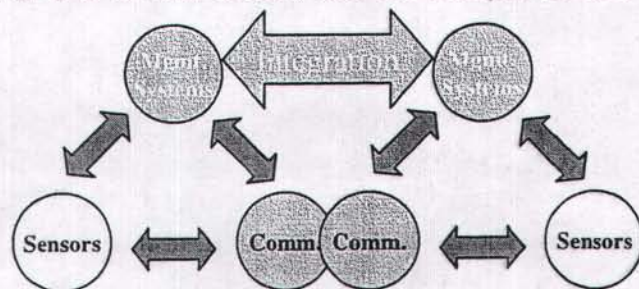 Mgmt.
Systems
Integration
Mgmt.
Systems
Sensors
Comm.
Comm.
Sensors